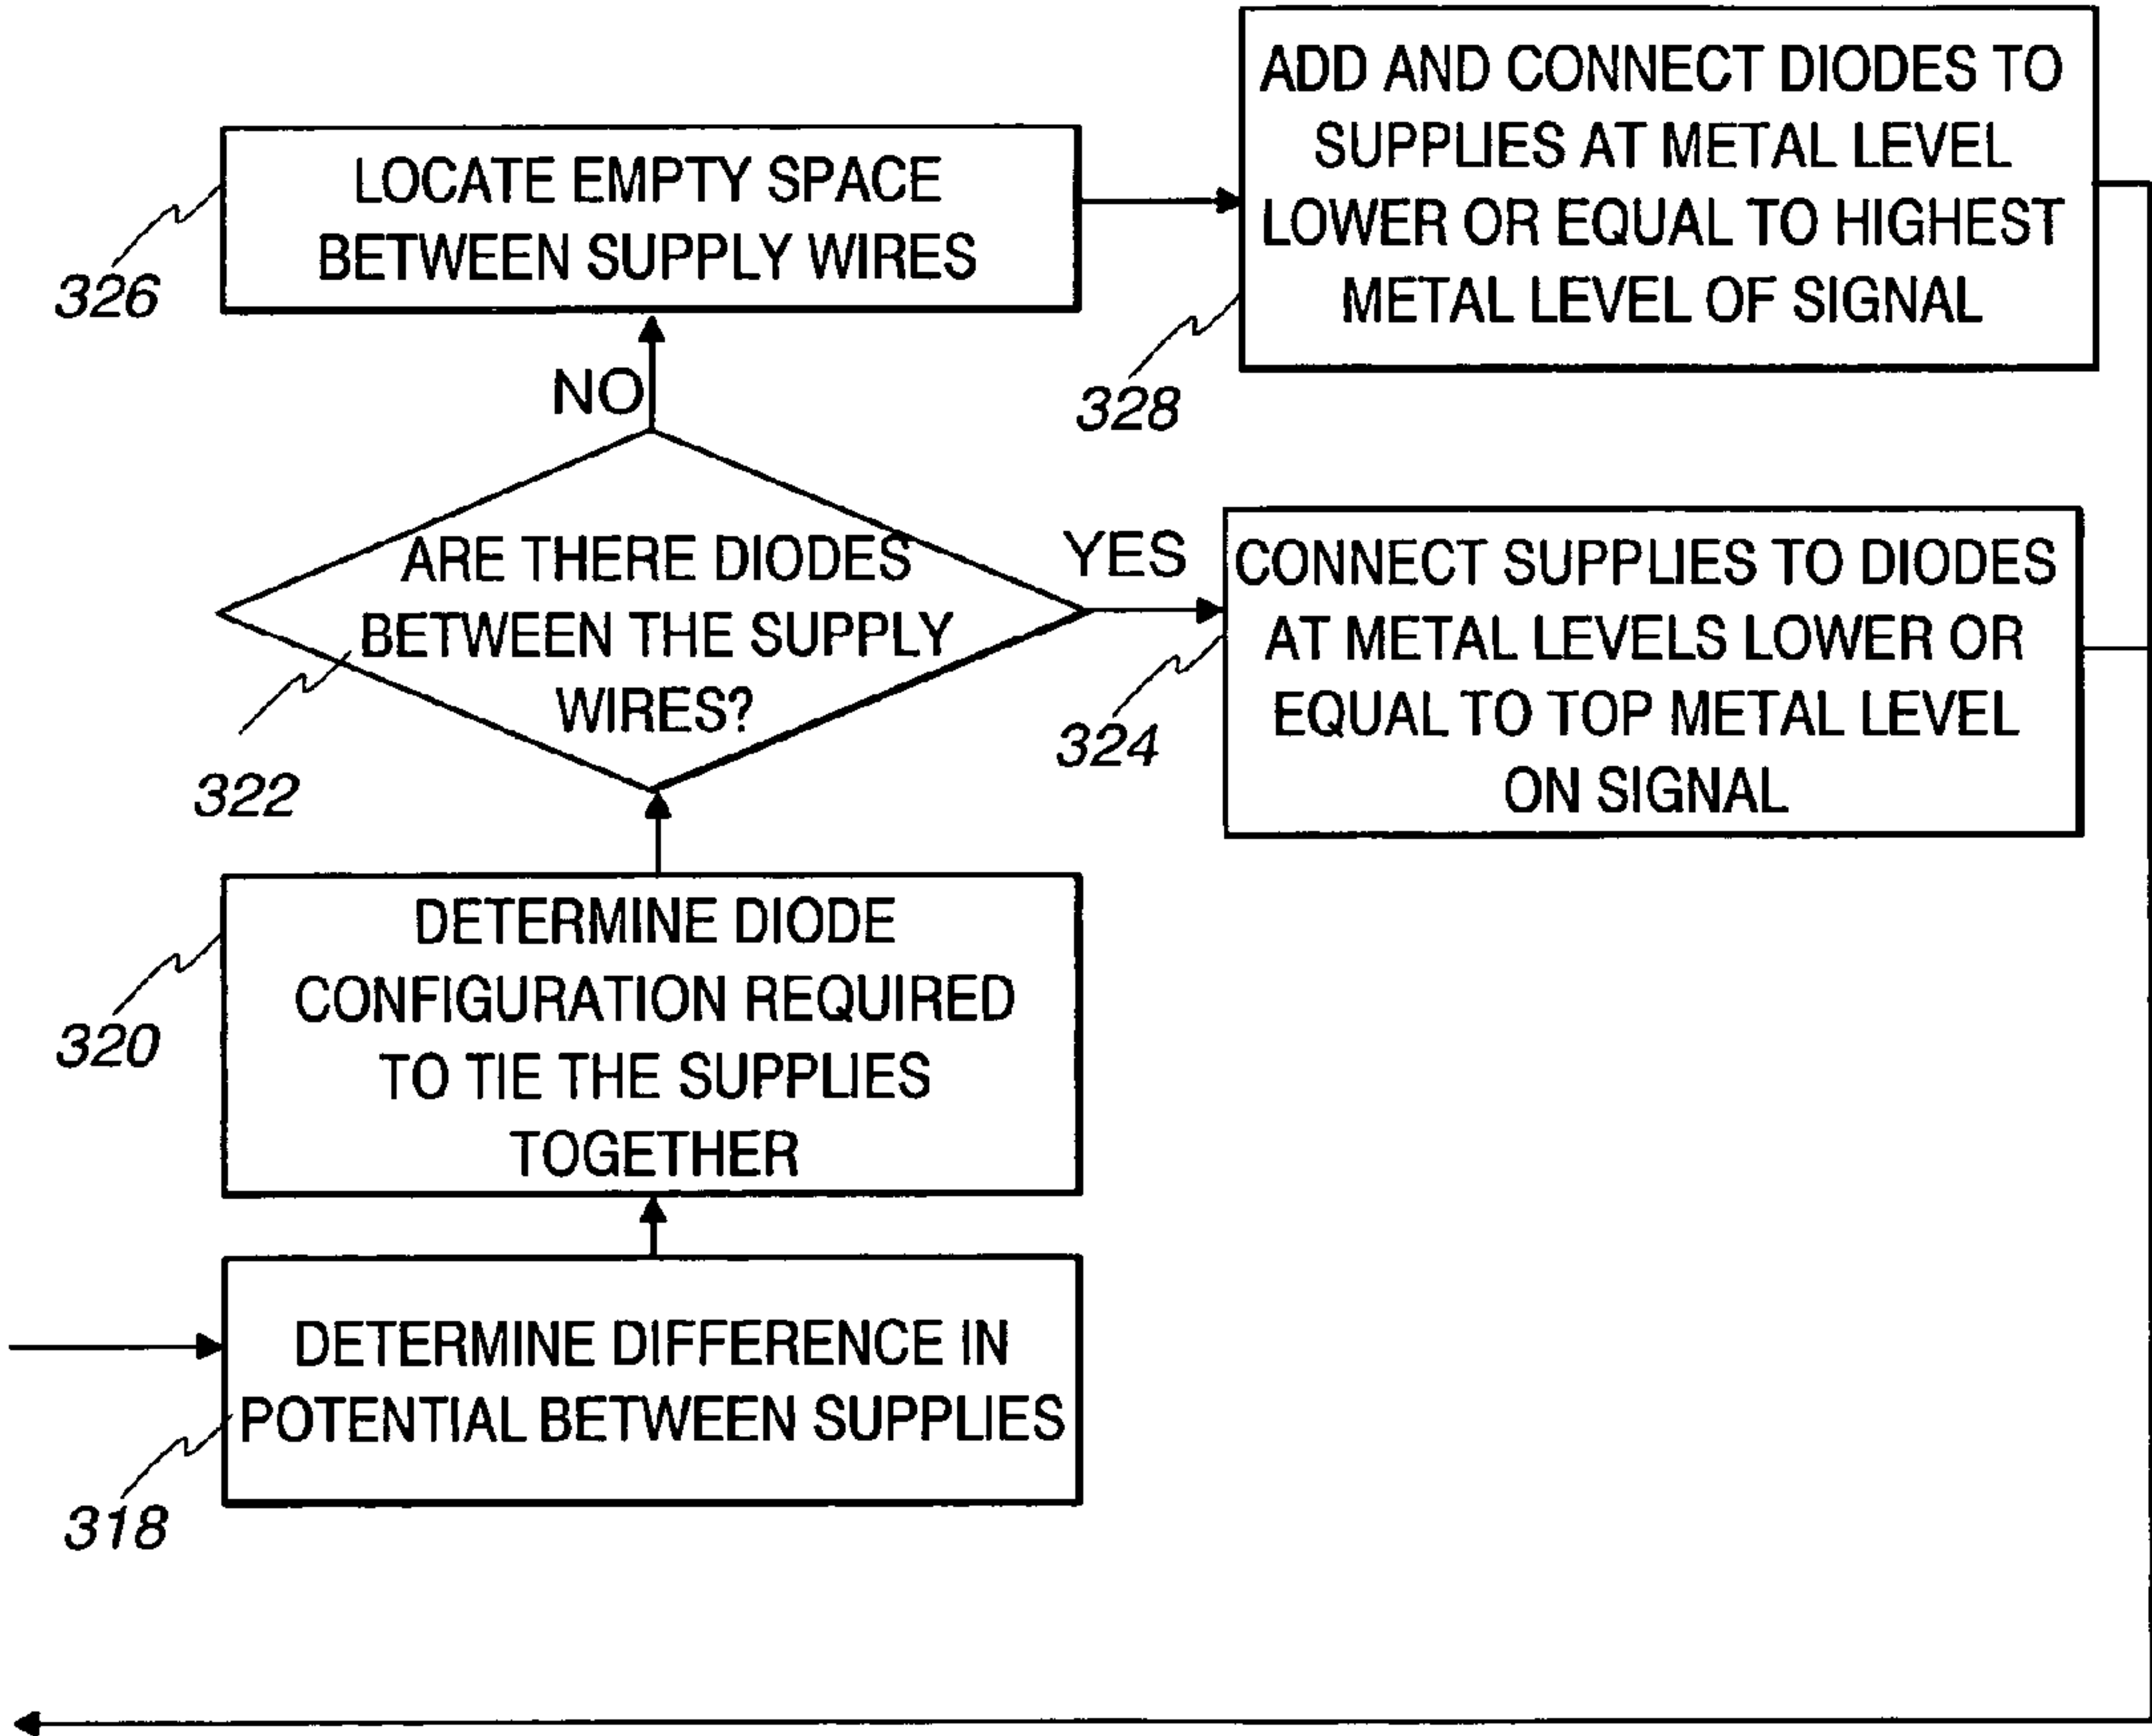 LOCATE EMPTY SPACE
BETWEEN SUPPLY WIRES
326
ADD AND CONNECT DIODES TO
SUPPLIES AT METAL LEVEL
LOWER OR EQUAL TO HIGHEST
METAL LEVEL OF SIGNAL
328
NO
ARE THERE DIODES
BETWEEN THE SUPPLY
WIRES?
322
YES
CONNECT SUPPLIES TO DIODES
AT METAL LEVELS LOWER OR
EQUAL TO TOP METAL LEVEL
ON SIGNAL
324
DETERMINE DIODE
CONFIGURATION REQUIRED
TO TIE THE SUPPLIES
TOGETHER
320
DETERMINE DIFFERENCE IN
POTENTIAL BETWEEN SUPPLIES
318